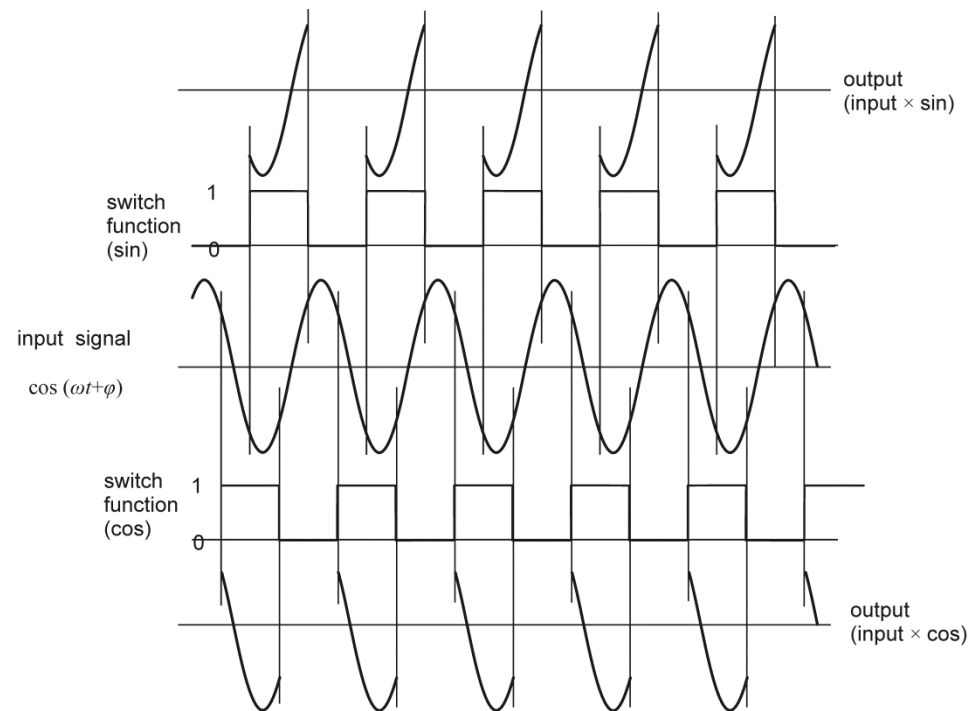 output
(input × sin)
switch
function
(sin)
1
0
input signal
cos (ωt+φ)
switch
function
(cos)
1
0
output
(input × cos)